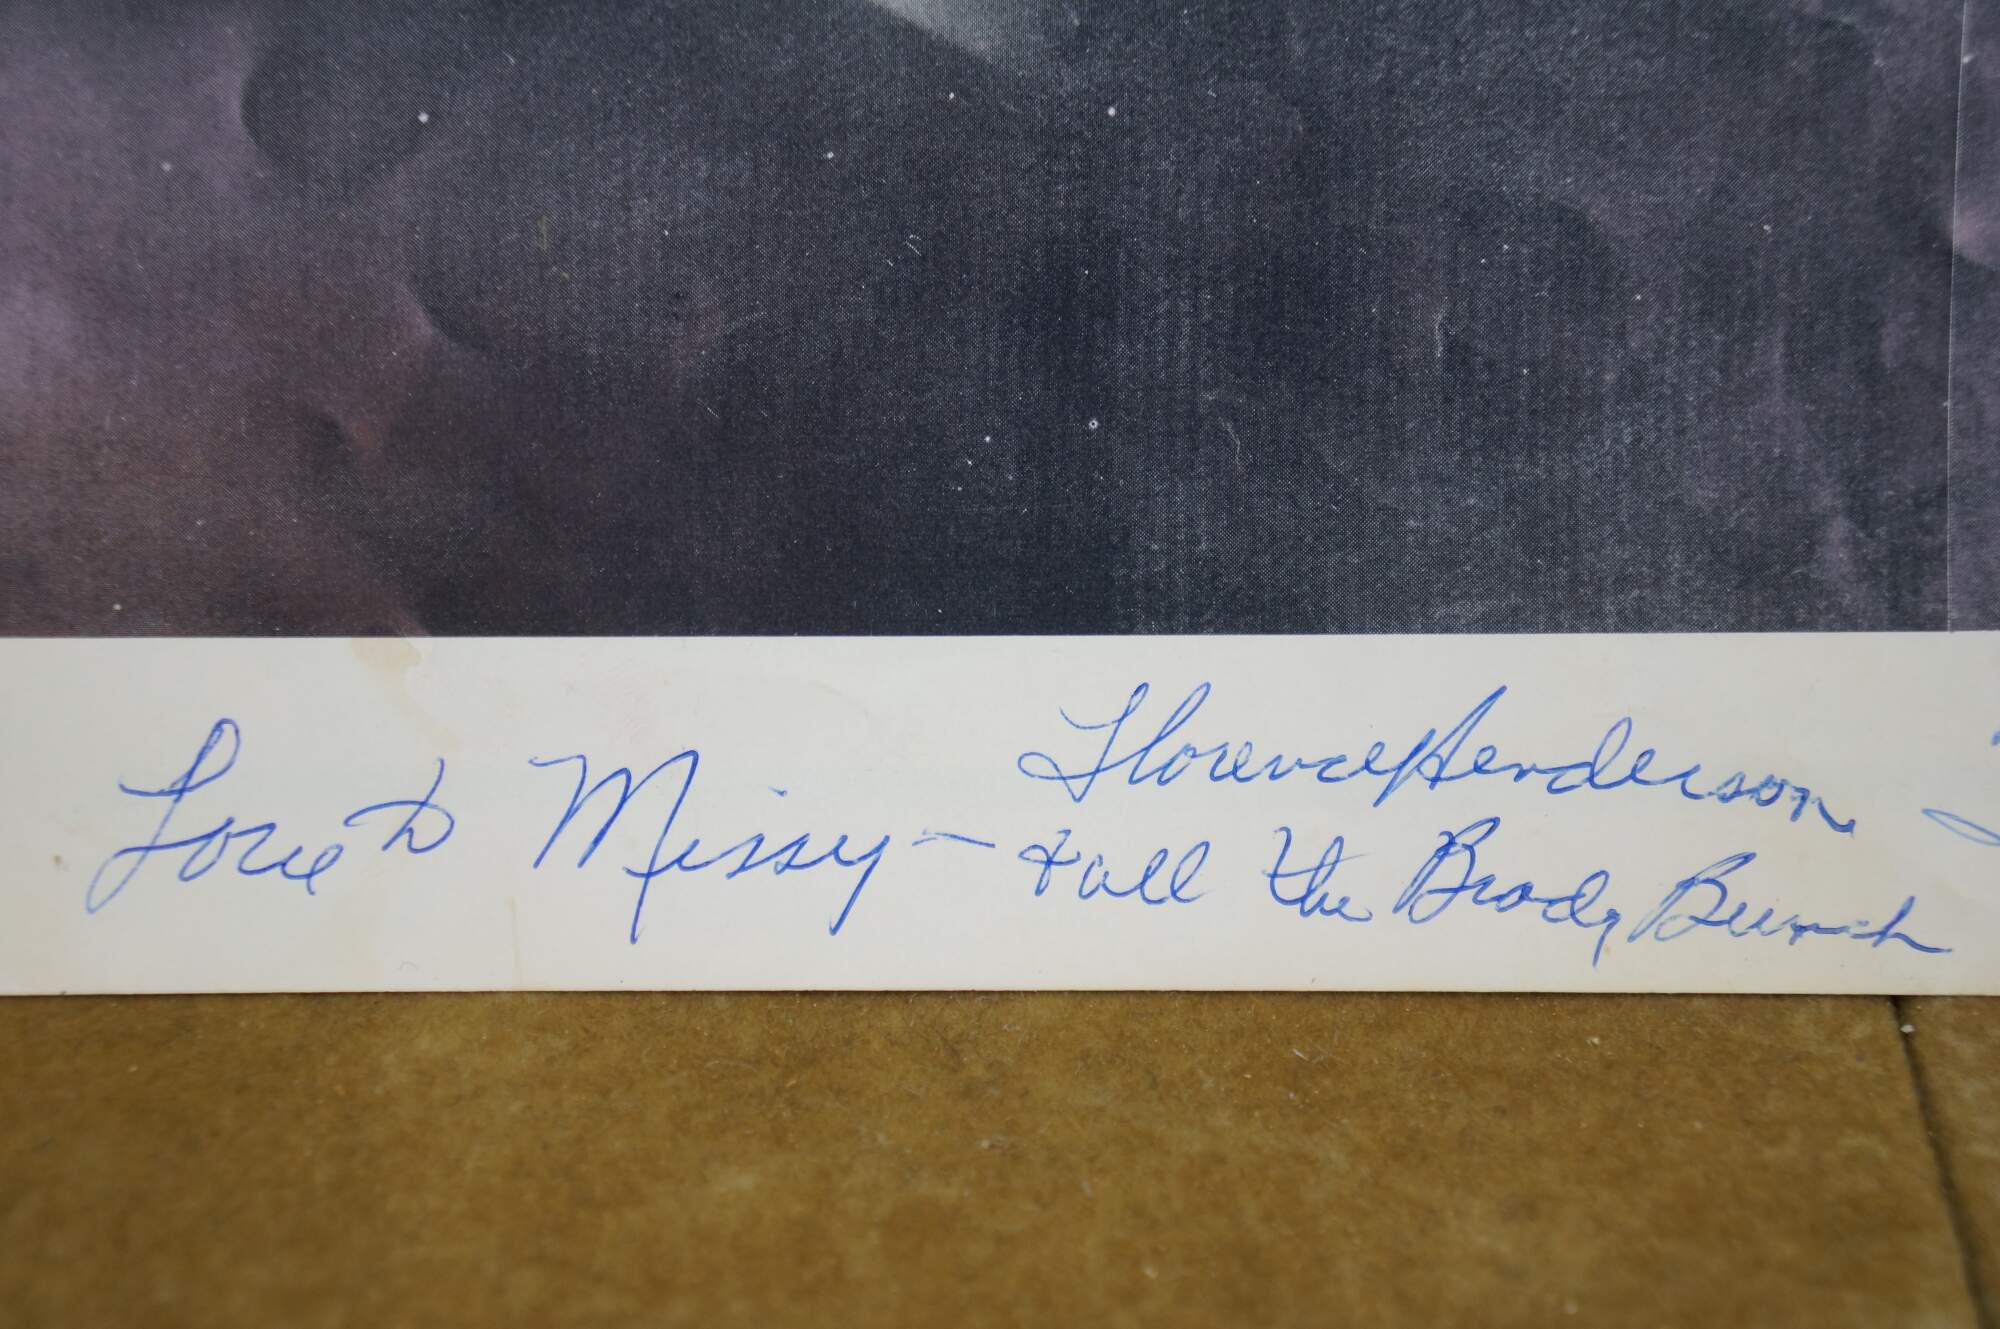 Love to Missy —
Florence Henderson
& all the Brady Bunch